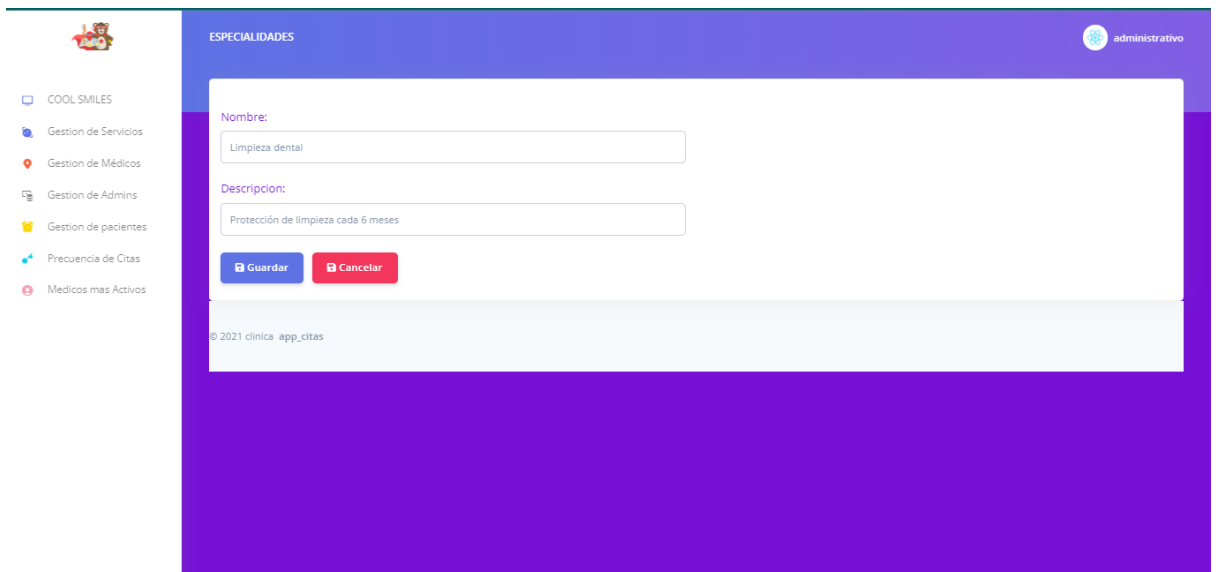 ESPECIALIDADES
administrativo
COOL SMILES
Gestion de Servicios
Gestion de Médicos
Gestion de Admins
Gestion de pacientes
Precuencia de Citas
Medicos mas Activos
Nombre:
Limpieza dental
Descripcion:
Protección de limpieza cada 6 meses
Guardar
Cancelar
© 2021 clinica app_citas